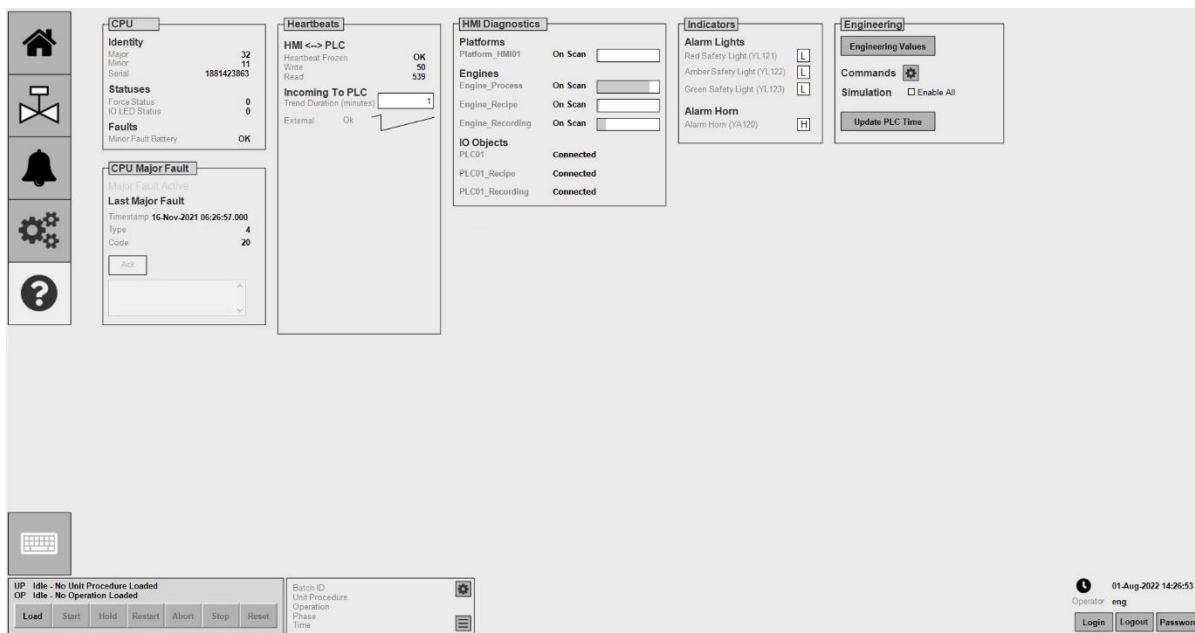 CPU
Identity
Major 32
Minor 11
Serial 1881423863
Statuses
Force Status 0
IO LED Status 0
Faults
Minor Fault Battery OK
CPU Major Fault
Major Fault Active
Last Major Fault
Timestamp 16-Nov-2021 06:26:57.000
Type 4
Code 20
Ack
Heartbeats
HMI <--> PLC
Heartbeat Frozen OK
Write 50
Read 539
Incoming To PLC
Trend Duration (minutes) 1
External Ok
HMI Diagnostics
Platforms
Platform_HMI01 On Scan
Engines
Engine_Process On Scan
Engine_Recipe On Scan
Engine_Recording On Scan
IO Objects
PLC01 Connected
PLC01_Recipe Connected
PLC01_Recording Connected
Indicators
Alarm Lights
Red Safety Light (YL121) L
Amber Safety Light (YL122) L
Green Safety Light (YL123) L
Alarm Horn
Alarm Horn (YA120) H
Engineering
Engineering Values
Commands
Simulation Enable All
Update PLC Time
UP Idle - No Unit Procedure Loaded
OP Idle - No Operation Loaded
Load Start Hold Restart Abort Stop Reset
Batch ID
Unit Procedure
Operation
Phase
Time
01-Aug-2022 14:26:53
Operator eng
Login Logout Passwor